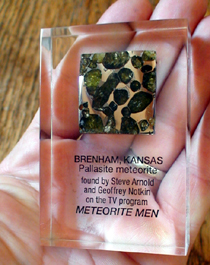 BRENHAM, KANSAS
Pallasite meteorite
found by Steve Arnold
and Geoffrey Notkin
on the TV program
METEORITE MEN